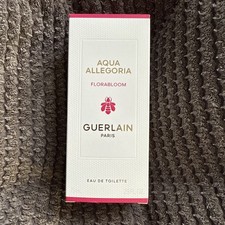 AQUA
ALLEGORIA
FLORABLOOM
GUERLAIN
PARIS
EAU DE TOILETTE